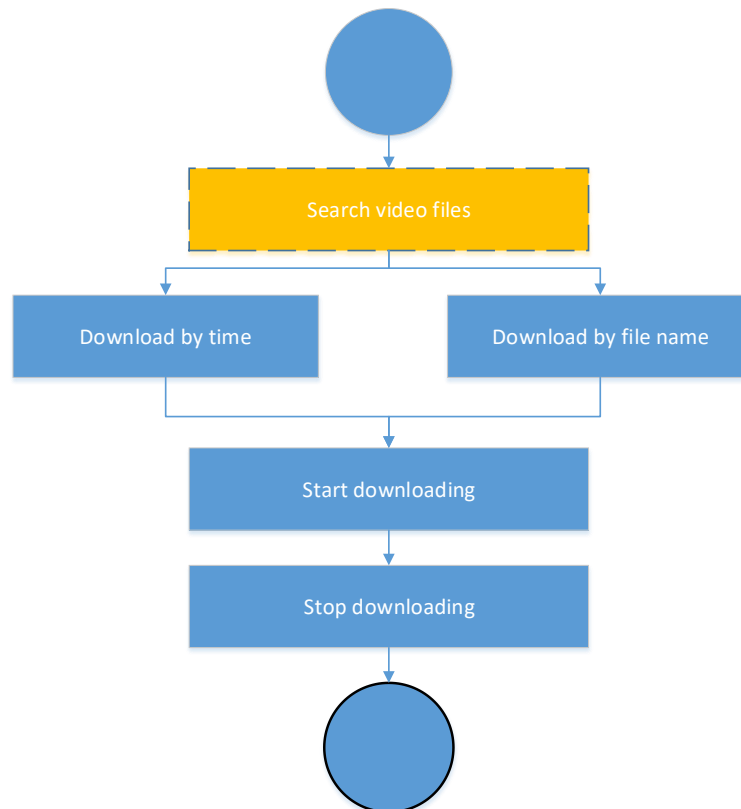 Search video files
Download by time
Download by file name
Start downloading
Stop downloading